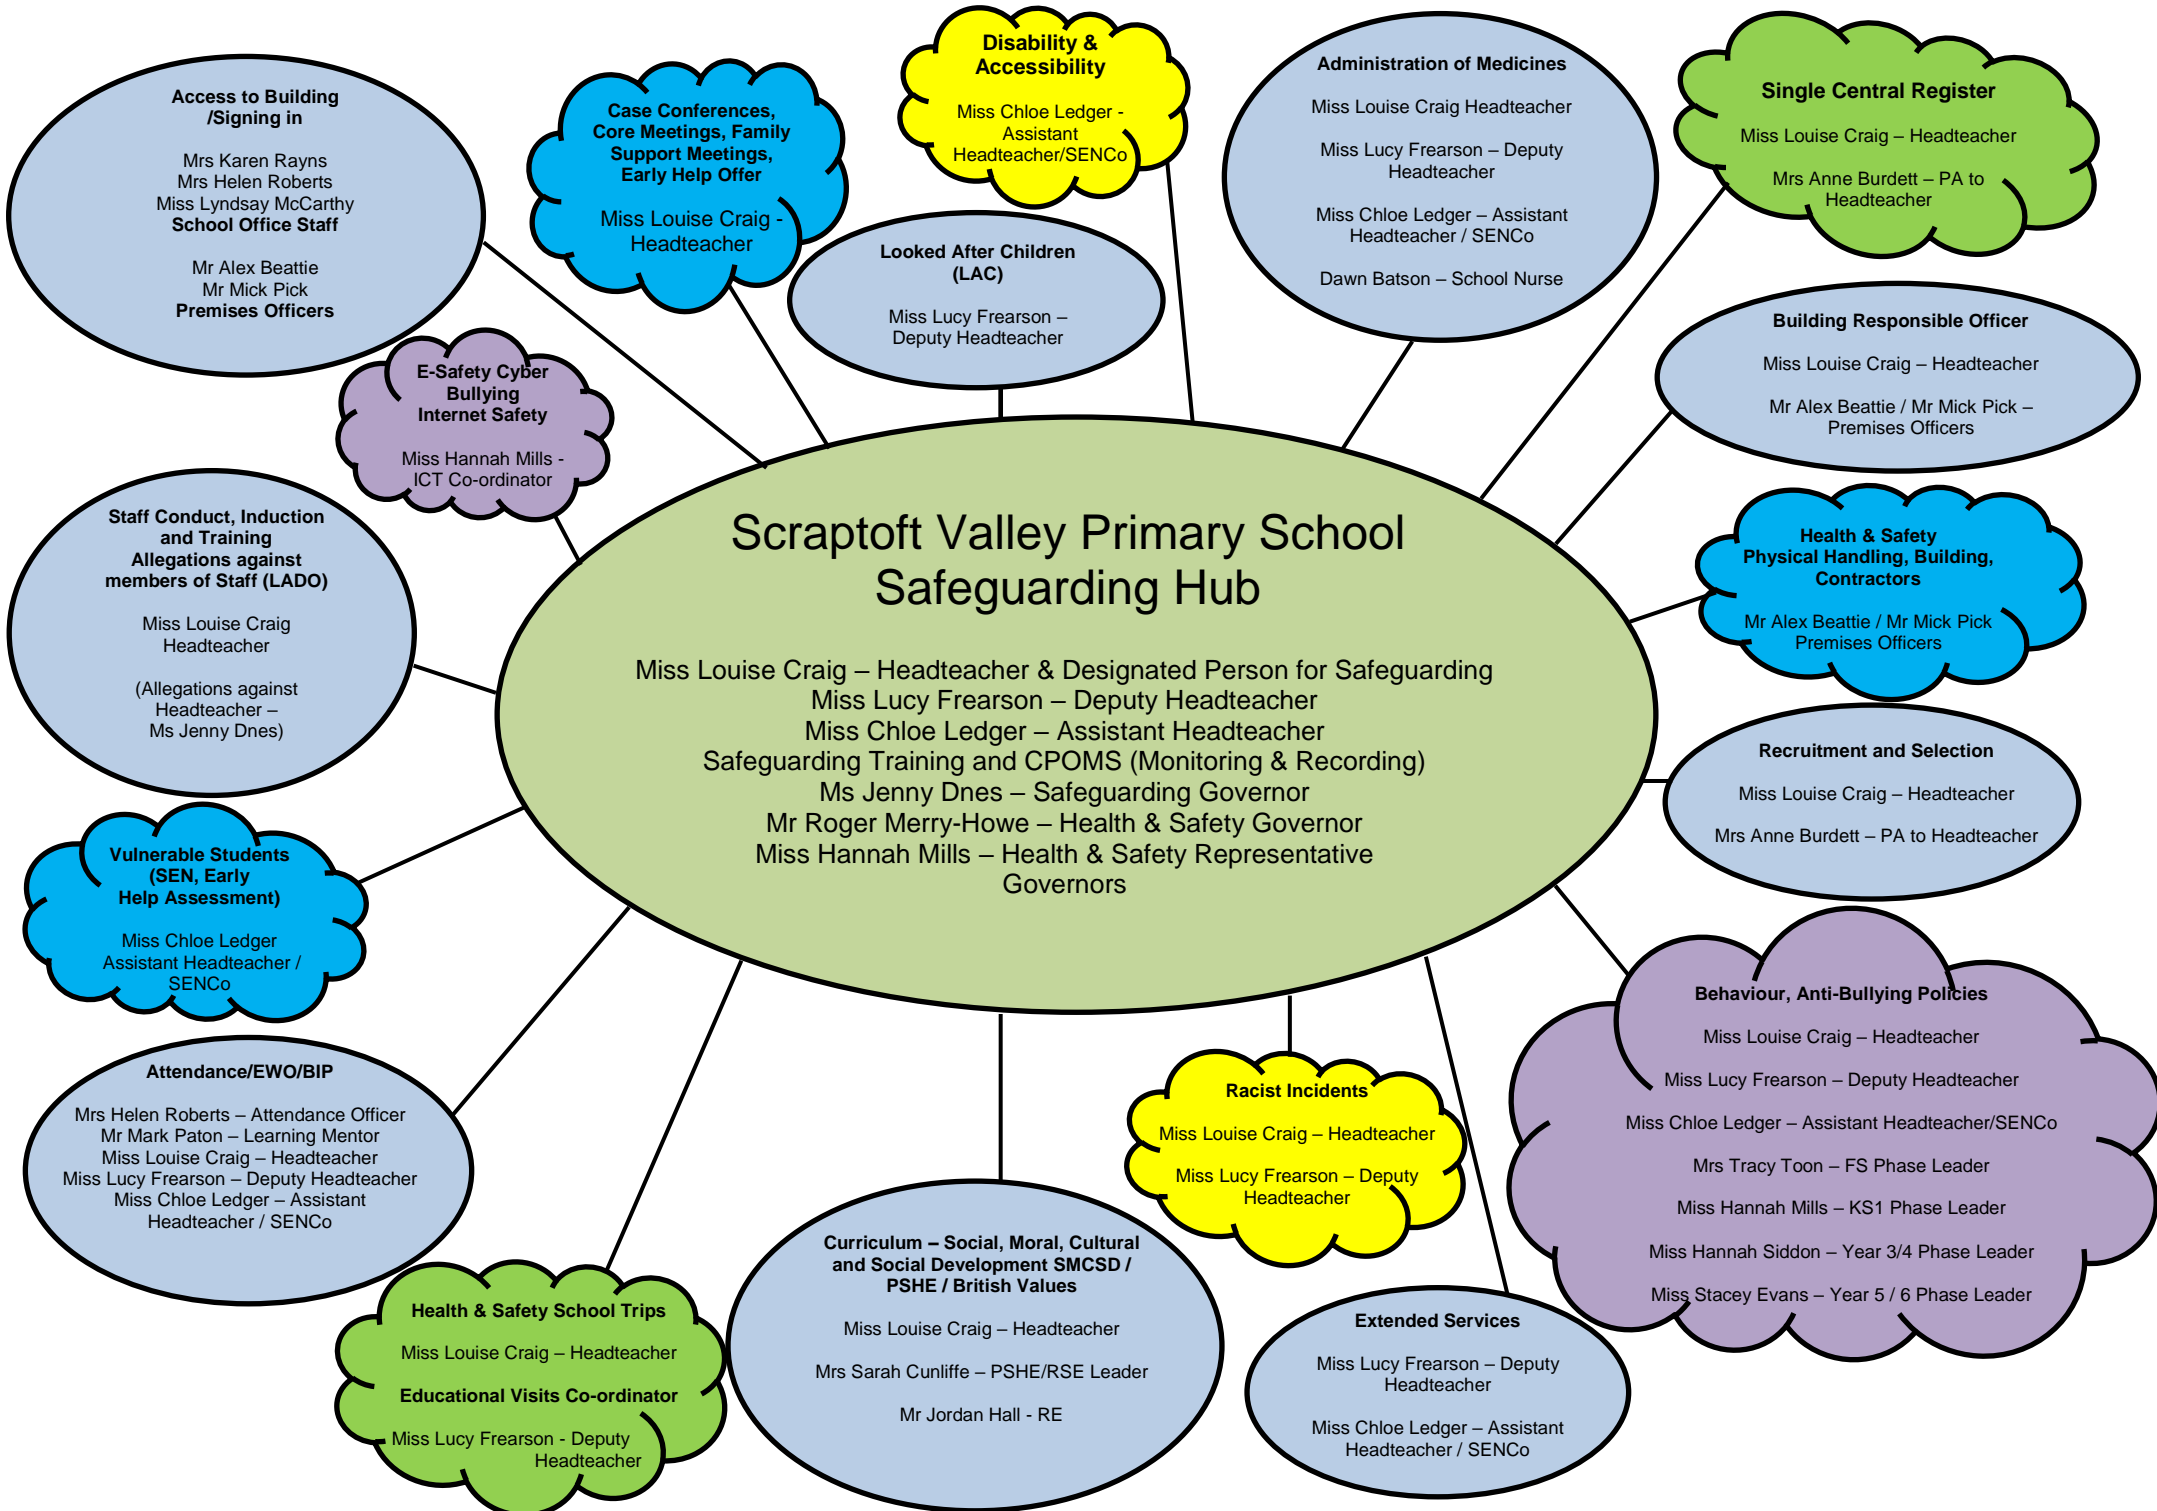 Access to Building
/Signing in
Mrs Karen Rayns
Mrs Helen Roberts
Miss Lyndsay McCarthy
School Office Staff
Mr Alex Beattie
Mr Mick Pick
Premises Officers
Case Conferences,
Core Meetings, Family
Support Meetings,
Early Help Offer
Miss Louise Craig -
Headteacher
Disability &
Accessibility
Miss Chloe Ledger -
Assistant
Headteacher/SENCo
Administration of Medicines
Miss Louise Craig Headteacher
Miss Lucy Frearson – Deputy
Headteacher
Miss Chloe Ledger – Assistant
Headteacher / SENCo
Dawn Batson – School Nurse
Single Central Register
Miss Louise Craig – Headteacher
Mrs Anne Burdett – PA to
Headteacher
Looked After Children
(LAC)
Miss Lucy Frearson –
Deputy Headteacher
Building Responsible Officer
Miss Louise Craig – Headteacher
Mr Alex Beattie / Mr Mick Pick –
Premises Officers
E-Safety Cyber
Bullying
Internet Safety
Miss Hannah Mills -
ICT Co-ordinator
Staff Conduct, Induction
and Training
Allegations against
members of Staff (LADO)
Miss Louise Craig
Headteacher
(Allegations against
Headteacher –
Ms Jenny Dnes)
Scraptoft Valley Primary School
Safeguarding Hub
Miss Louise Craig – Headteacher & Designated Person for Safeguarding
Miss Lucy Frearson – Deputy Headteacher
Miss Chloe Ledger – Assistant Headteacher
Safeguarding Training and CPOMS (Monitoring & Recording)
Ms Jenny Dnes – Safeguarding Governor
Mr Roger Merry-Howe – Health & Safety Governor
Miss Hannah Mills – Health & Safety Representative
Governors
Health & Safety
Physical Handling, Building,
Contractors
Mr Alex Beattie / Mr Mick Pick
Premises Officers
Recruitment and Selection
Miss Louise Craig – Headteacher
Mrs Anne Burdett – PA to Headteacher
Vulnerable Students
(SEN, Early
Help Assessment)
Miss Chloe Ledger
Assistant Headteacher /
SENCo
Behaviour, Anti-Bullying Policies
Miss Louise Craig – Headteacher
Miss Lucy Frearson – Deputy Headteacher
Miss Chloe Ledger – Assistant Headteacher/SENCo
Mrs Tracy Toon – FS Phase Leader
Miss Hannah Mills – KS1 Phase Leader
Miss Hannah Siddon – Year 3/4 Phase Leader
Miss Stacey Evans – Year 5 / 6 Phase Leader
Attendance/EWO/BIP
Mrs Helen Roberts – Attendance Officer
Mr Mark Paton – Learning Mentor
Miss Louise Craig – Headteacher
Miss Lucy Frearson – Deputy Headteacher
Miss Chloe Ledger – Assistant
Headteacher / SENCo
Racist Incidents
Miss Louise Craig – Headteacher
Miss Lucy Frearson – Deputy
Headteacher
Health & Safety School Trips
Miss Louise Craig – Headteacher
Educational Visits Co-ordinator
Miss Lucy Frearson - Deputy
Headteacher
Curriculum – Social, Moral, Cultural
and Social Development SMCSD /
PSHE / British Values
Miss Louise Craig – Headteacher
Mrs Sarah Cunliffe – PSHE/RSE Leader
Mr Jordan Hall - RE
Extended Services
Miss Lucy Frearson – Deputy
Headteacher
Miss Chloe Ledger – Assistant
Headteacher / SENCo